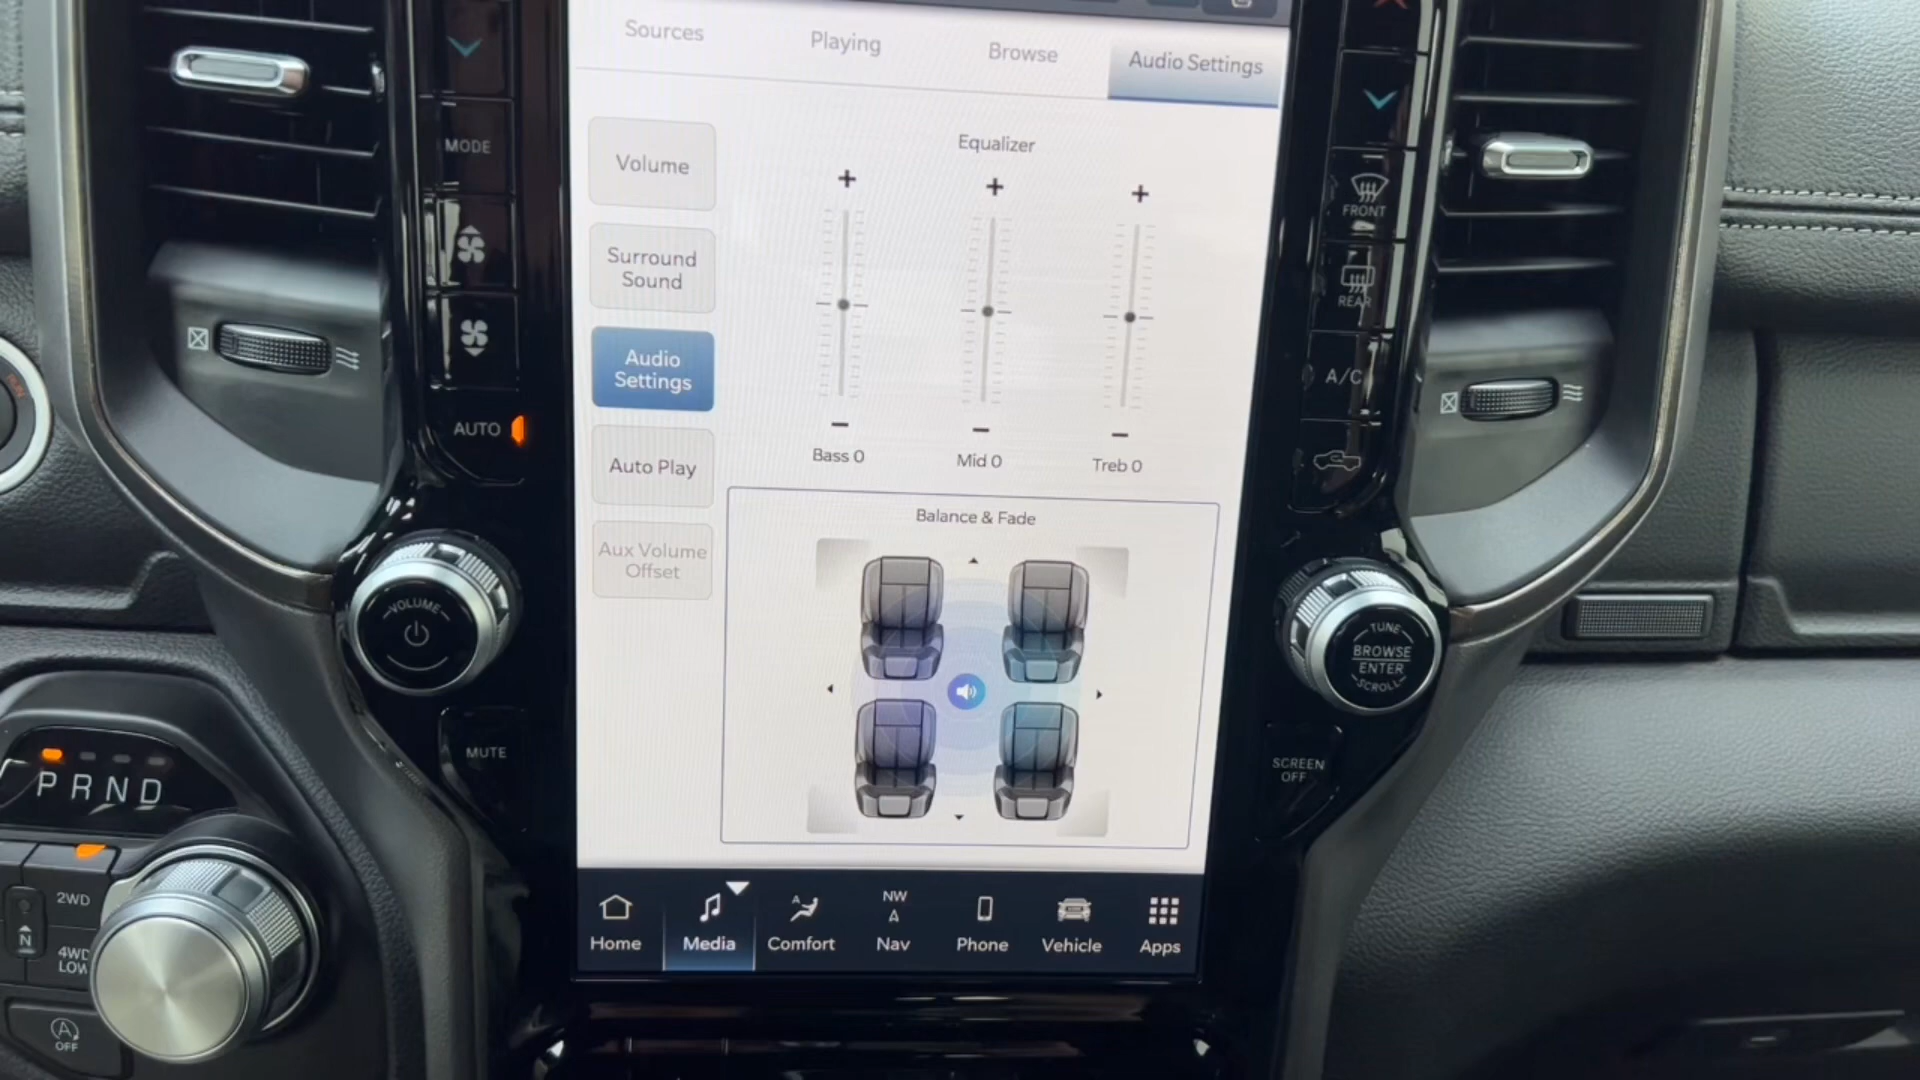 Sources
Playing
Browse
Audio Settings
Volume
Surround
Sound
Audio
Settings
Auto Play
Aux Volume
Offset
Equalizer
+ + +
- - -
Bass 0
Mid 0
Treb 0
Balance & Fade
Home
Media
A
Comfort
NW
Nav
Phone
Vehicle
Apps
MODE
AUTO
VOLUME
MUTE
FRONT
REAR
A/C
TUNE
BROWSE
ENTER
SCROLL
SCREEN
OFF
P R N D
2WD
N
4WD
LOW
A
OFF